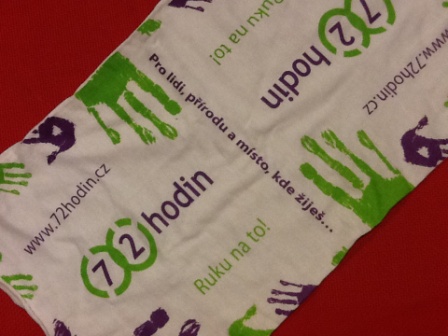 Ruku na to!
72 hodin
www.72hodin.cz
Pro lidi, přírodu a místo, kde žiješ...
www.72hodin.cz
72 hodin
Ruku na to!